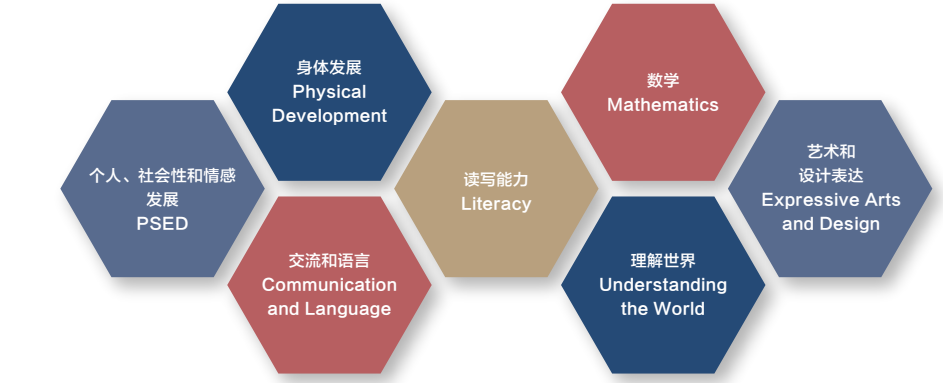 个人、社会性和情感
发展
PSED
身体发展
Physical
Development
交流和语言
Communication
and Language
读写能力
Literacy
数学
Mathematics
理解世界
Understanding
the World
艺术和
设计表达
Expressive Arts
and Design